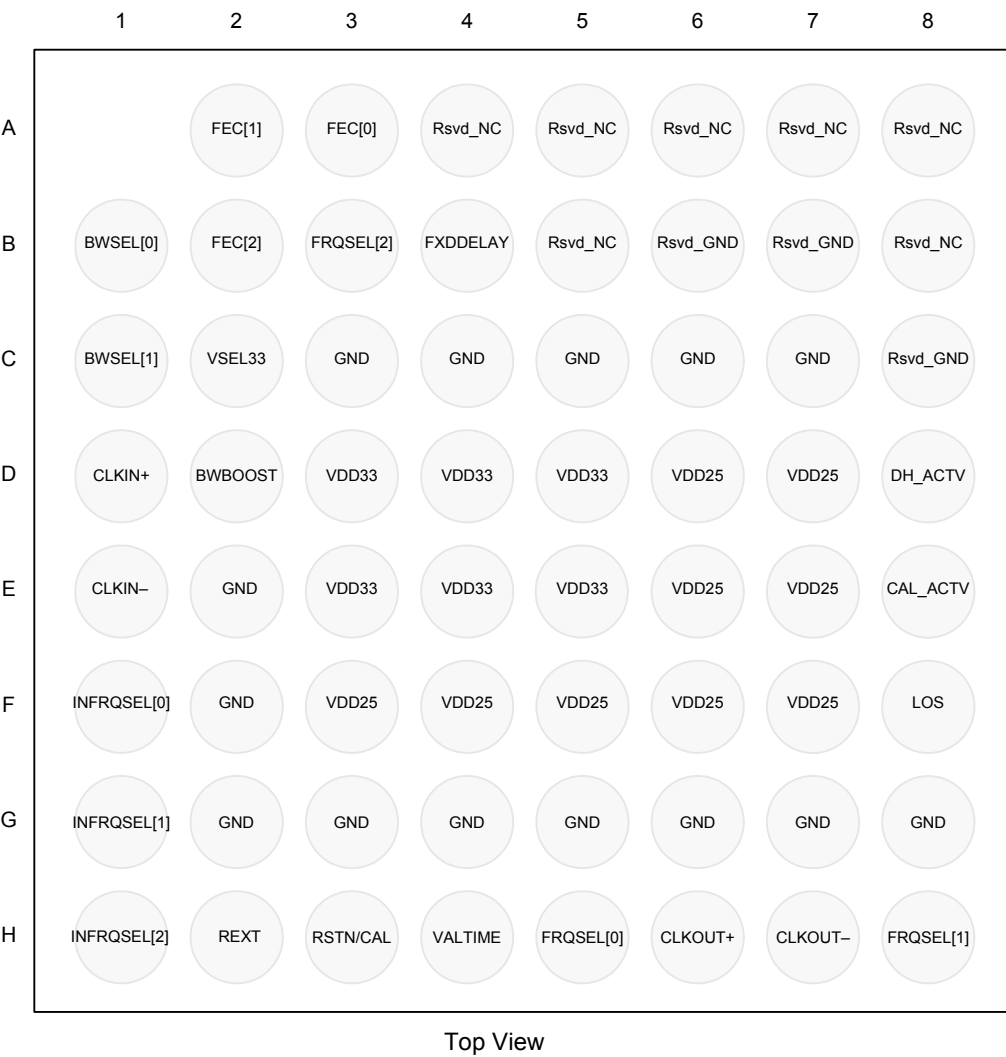 1 2 3 4 5 6 7 8
A FEC[1] FEC[0] Rsvd_NC Rsvd_NC Rsvd_NC Rsvd_NC Rsvd_NC
B BWSEL[0] FEC[2] FRQSEL[2] FXDDELAY Rsvd_NC Rsvd_GND Rsvd_GND Rsvd_NC
C BWSEL[1] VSEL33 GND GND GND GND GND Rsvd_GND
D CLKIN+ BWBOOST VDD33 VDD33 VDD33 VDD25 VDD25 DH_ACTV
E CLKIN– GND VDD33 VDD33 VDD33 VDD25 VDD25 CAL_ACTV
F INFRQSEL[0] GND VDD25 VDD25 VDD25 VDD25 VDD25 LOS
G INFRQSEL[1] GND GND GND GND GND GND GND
H INFRQSEL[2] REXT RSTN/CAL VALTIME FRQSEL[0] CLKOUT+ CLKOUT– FRQSEL[1]
Top View